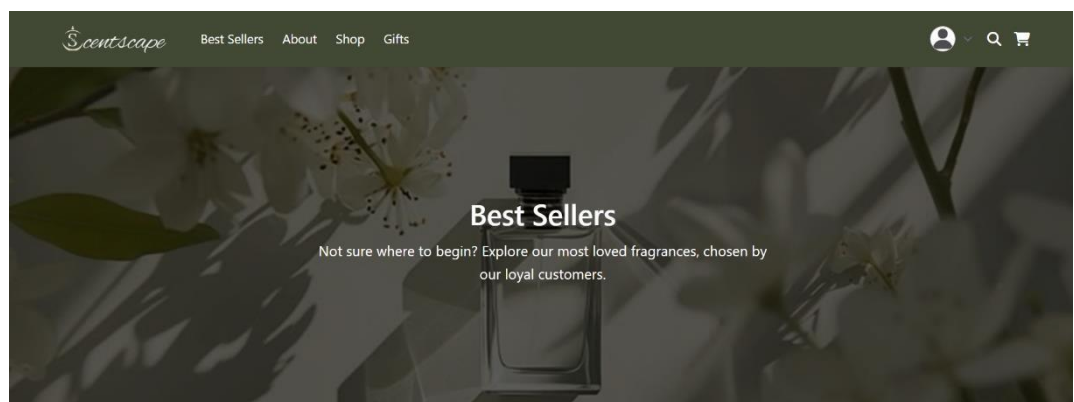 Scentscape
Best Sellers About Shop Gifts
Best Sellers
Not sure where to begin? Explore our most loved fragrances, chosen by
our loyal customers.